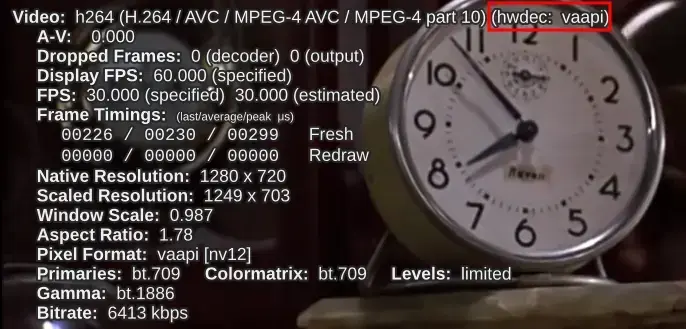 Video: h264 (H.264 / AVC / MPEG-4 AVC / MPEG-4 part 10) (hwdec: vaapi)
A-V: 0.000
Dropped Frames: 0 (decoder) 0 (output)
Display FPS: 60.000 (specified)
FPS: 30.000 (specified) 30.000 (estimated)
Frame Timings: (last/average/peak μs)
00226 / 00230 / 00299 Fresh
00000 / 00000 / 00000 Redraw
Native Resolution: 1280 x 720
Scaled Resolution: 1249 x 703
Window Scale: 0.987
Aspect Ratio: 1.78
Pixel Format: vaapi [nv12]
Primaries: bt.709 Colormatrix: bt.709 Levels: limited
Gamma: bt.1886
Bitrate: 6413 kbps
11 12 1
10 2
9 3
8 4
7 6 5